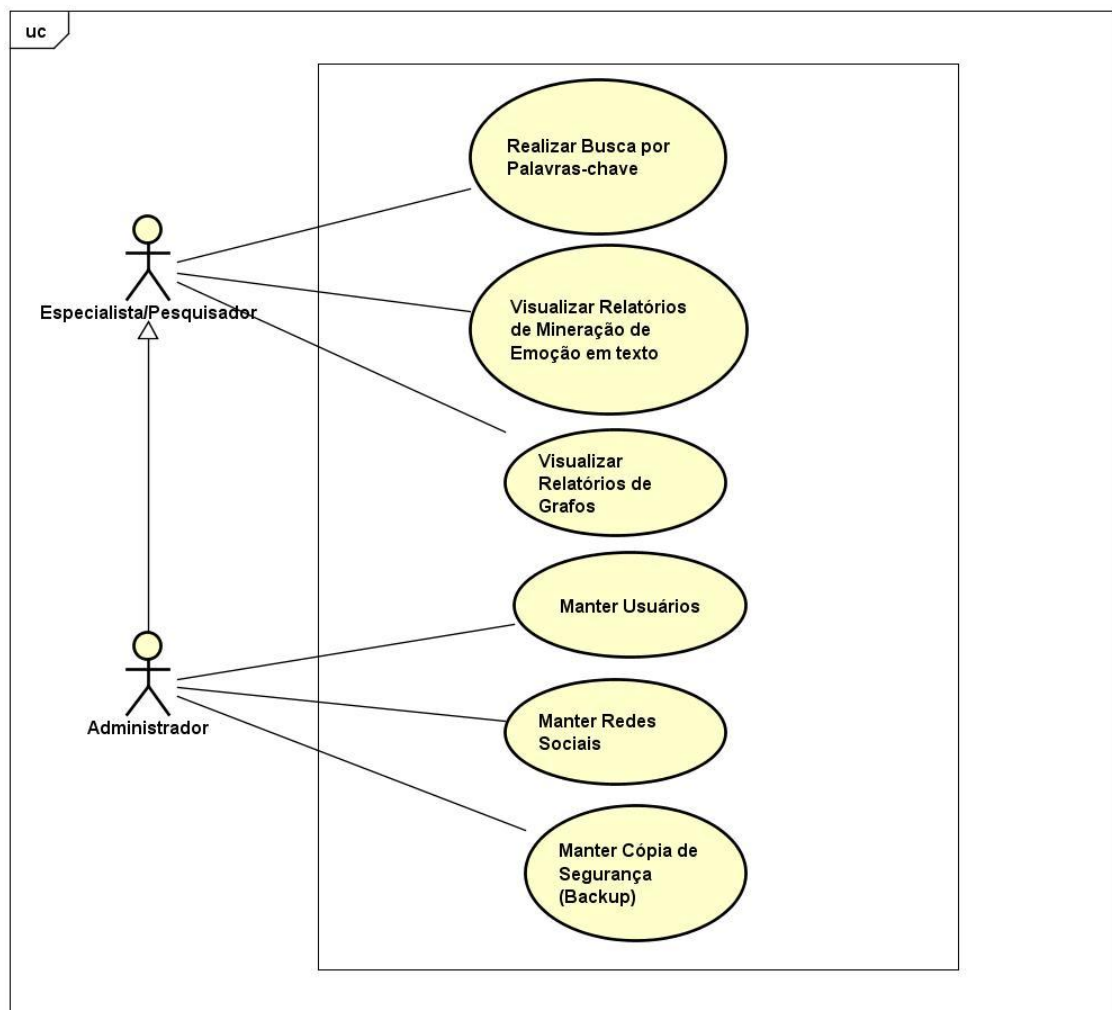 uc
Realizar Busca por
Palavras-chave
Especialista/Pesquisador
Visualizar Relatórios
de Mineração de
Emoção em texto
Visualizar
Relatórios de
Grafos
Manter Usuários
Administrador
Manter Redes
Sociais
Manter Cópia de
Segurança
(Backup)